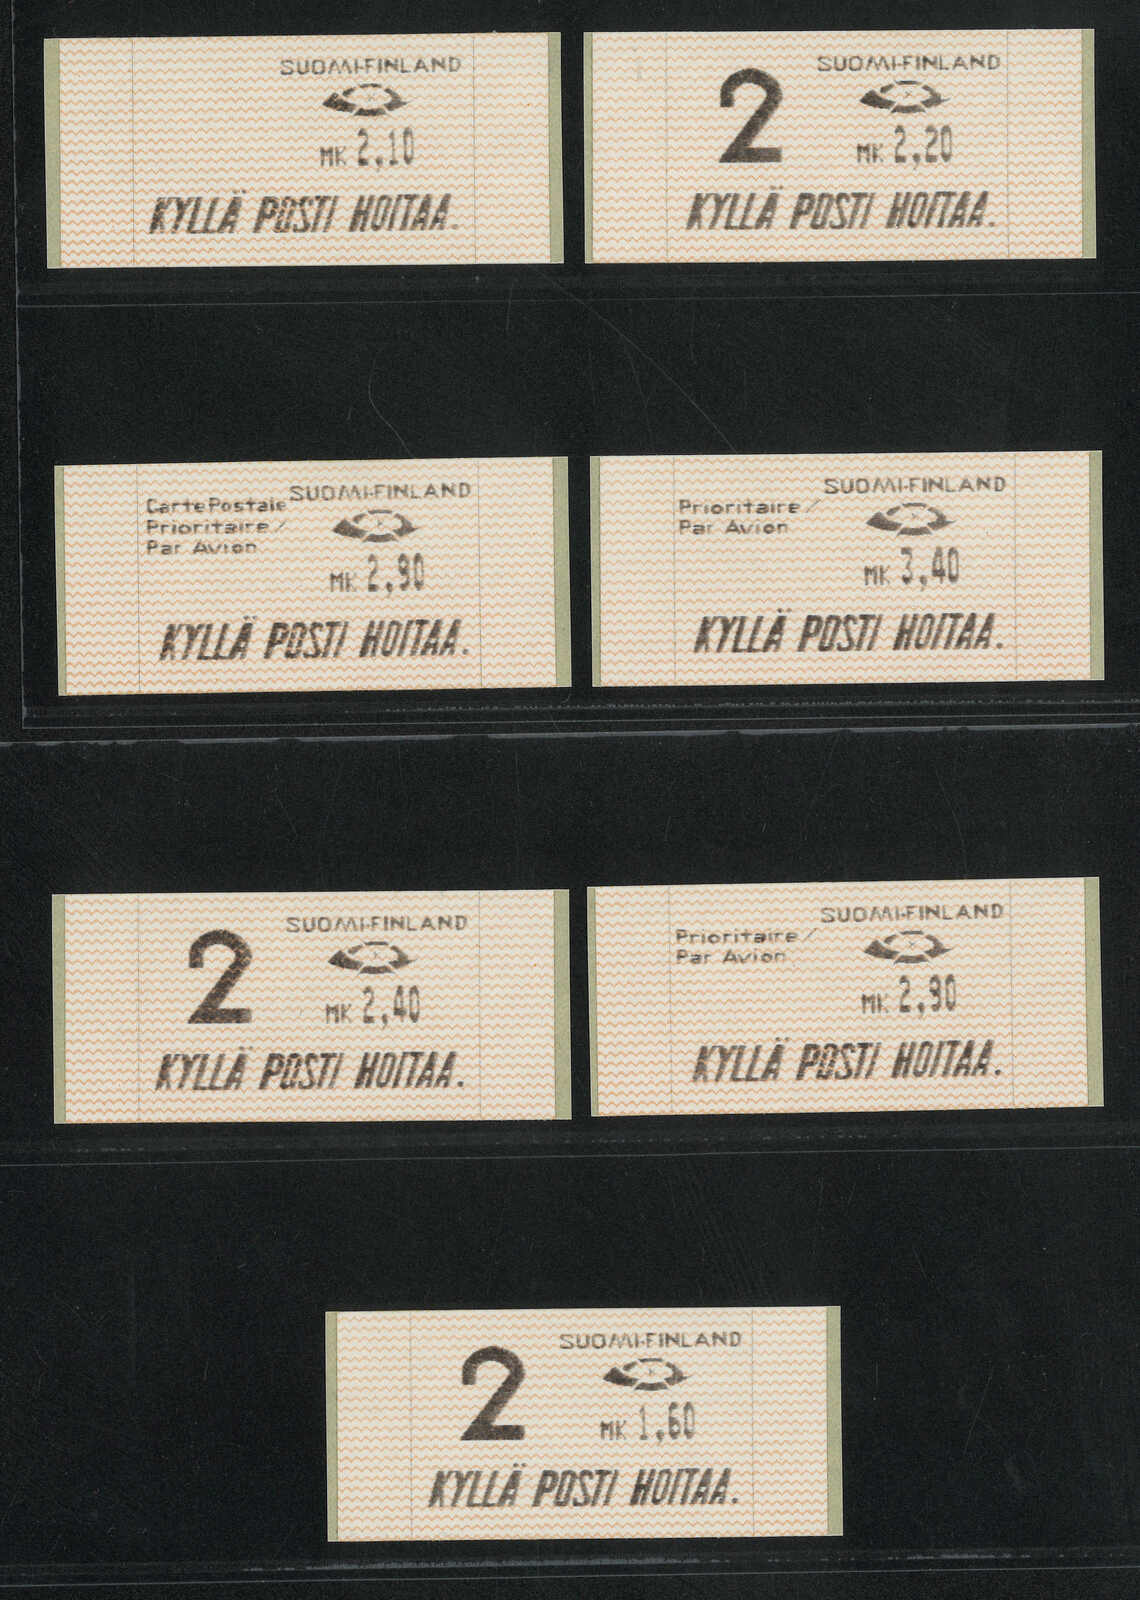 SUOMI-FINLAND
MK 2,10
KYLLÄ POSTI HOITAA.
SUOMI-FINLAND
2
MK 2,20
KYLLÄ POSTI HOITAA.
SUOMI-FINLAND
Carte Postale
Prioritaire/
Par Avion
MK 2,90
KYLLÄ POSTI HOITAA.
SUOMI-FINLAND
Prioritaire/
Par Avion
MK 3,40
KYLLÄ POSTI HOITAA.
SUOMI-FINLAND
2
MK 2,40
KYLLÄ POSTI HOITAA.
SUOMI-FINLAND
Prioritaire/
Par Avion
MK 2,90
KYLLÄ POSTI HOITAA.
SUOMI-FINLAND
2
MK 1,60
KYLLÄ POSTI HOITAA.